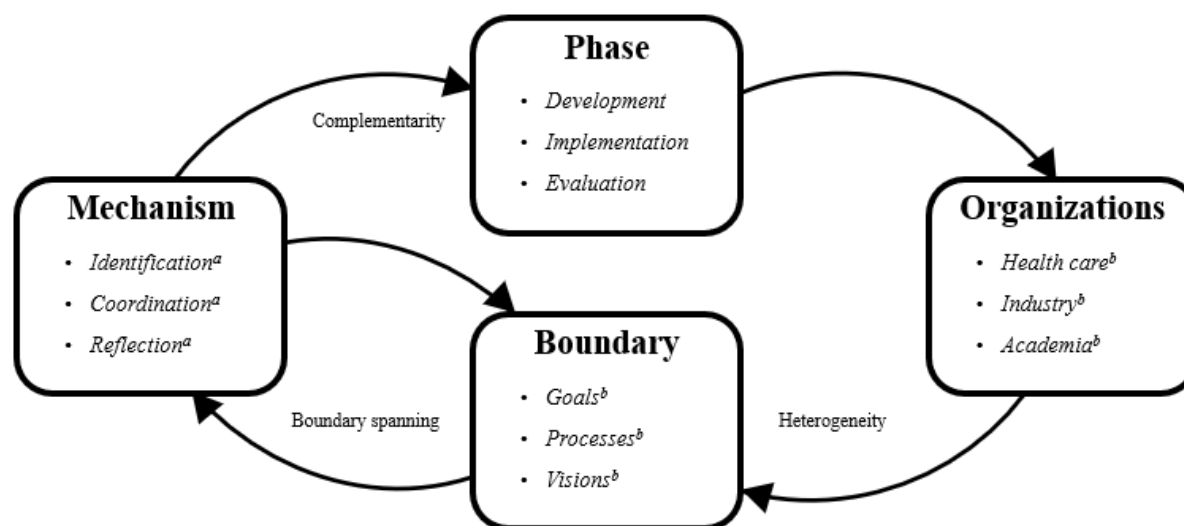 Phase
• Development
• Implementation
• Evaluation
Complementarity
Mechanism
• Identificationᵃ
• Coordinationᵃ
• Reflectionᵃ
Organizations
• Health careᵇ
• Industryᵇ
• Academiaᵇ
Boundary
• Goalsᵇ
• Processesᵇ
• Visionsᵇ
Boundary spanning
Heterogeneity